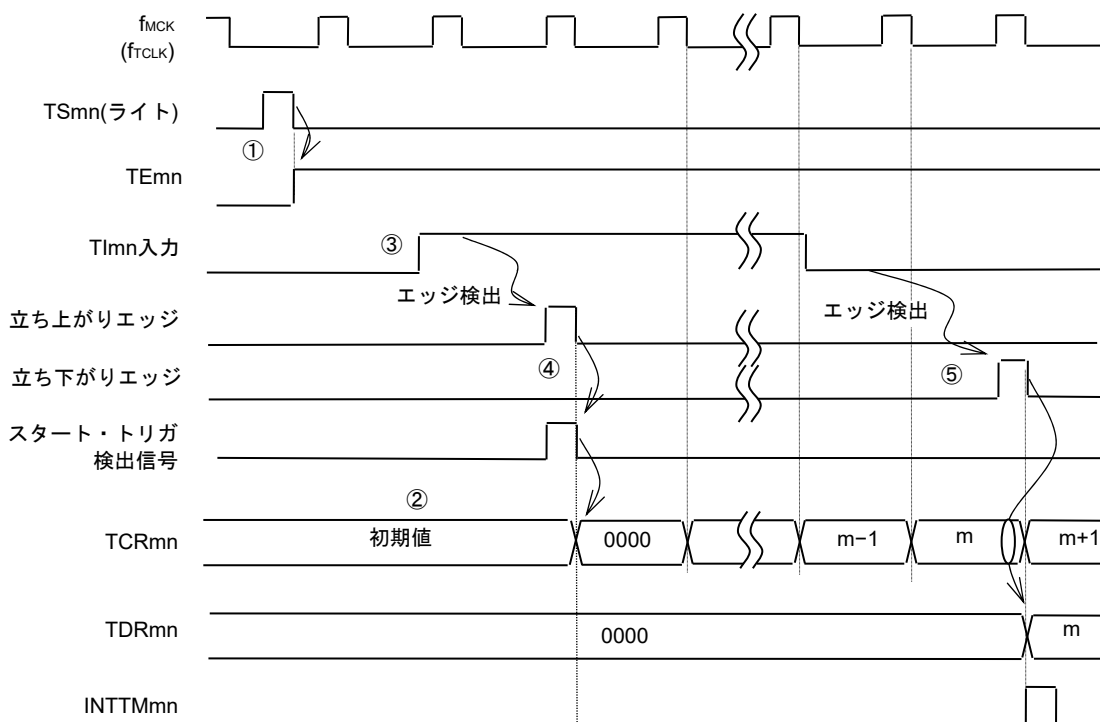 fMCK
(fTCLK)
TSmn(ライト)
①
TEmn
TImn入力
③
エッジ検出
エッジ検出
立ち上がりエッジ
④
⑤
立ち下がりエッジ
スタート・トリガ
検出信号
②
TCRmn
初期値
0000
m−1
m
m+1
TDRmn
0000
m
INTTMmn